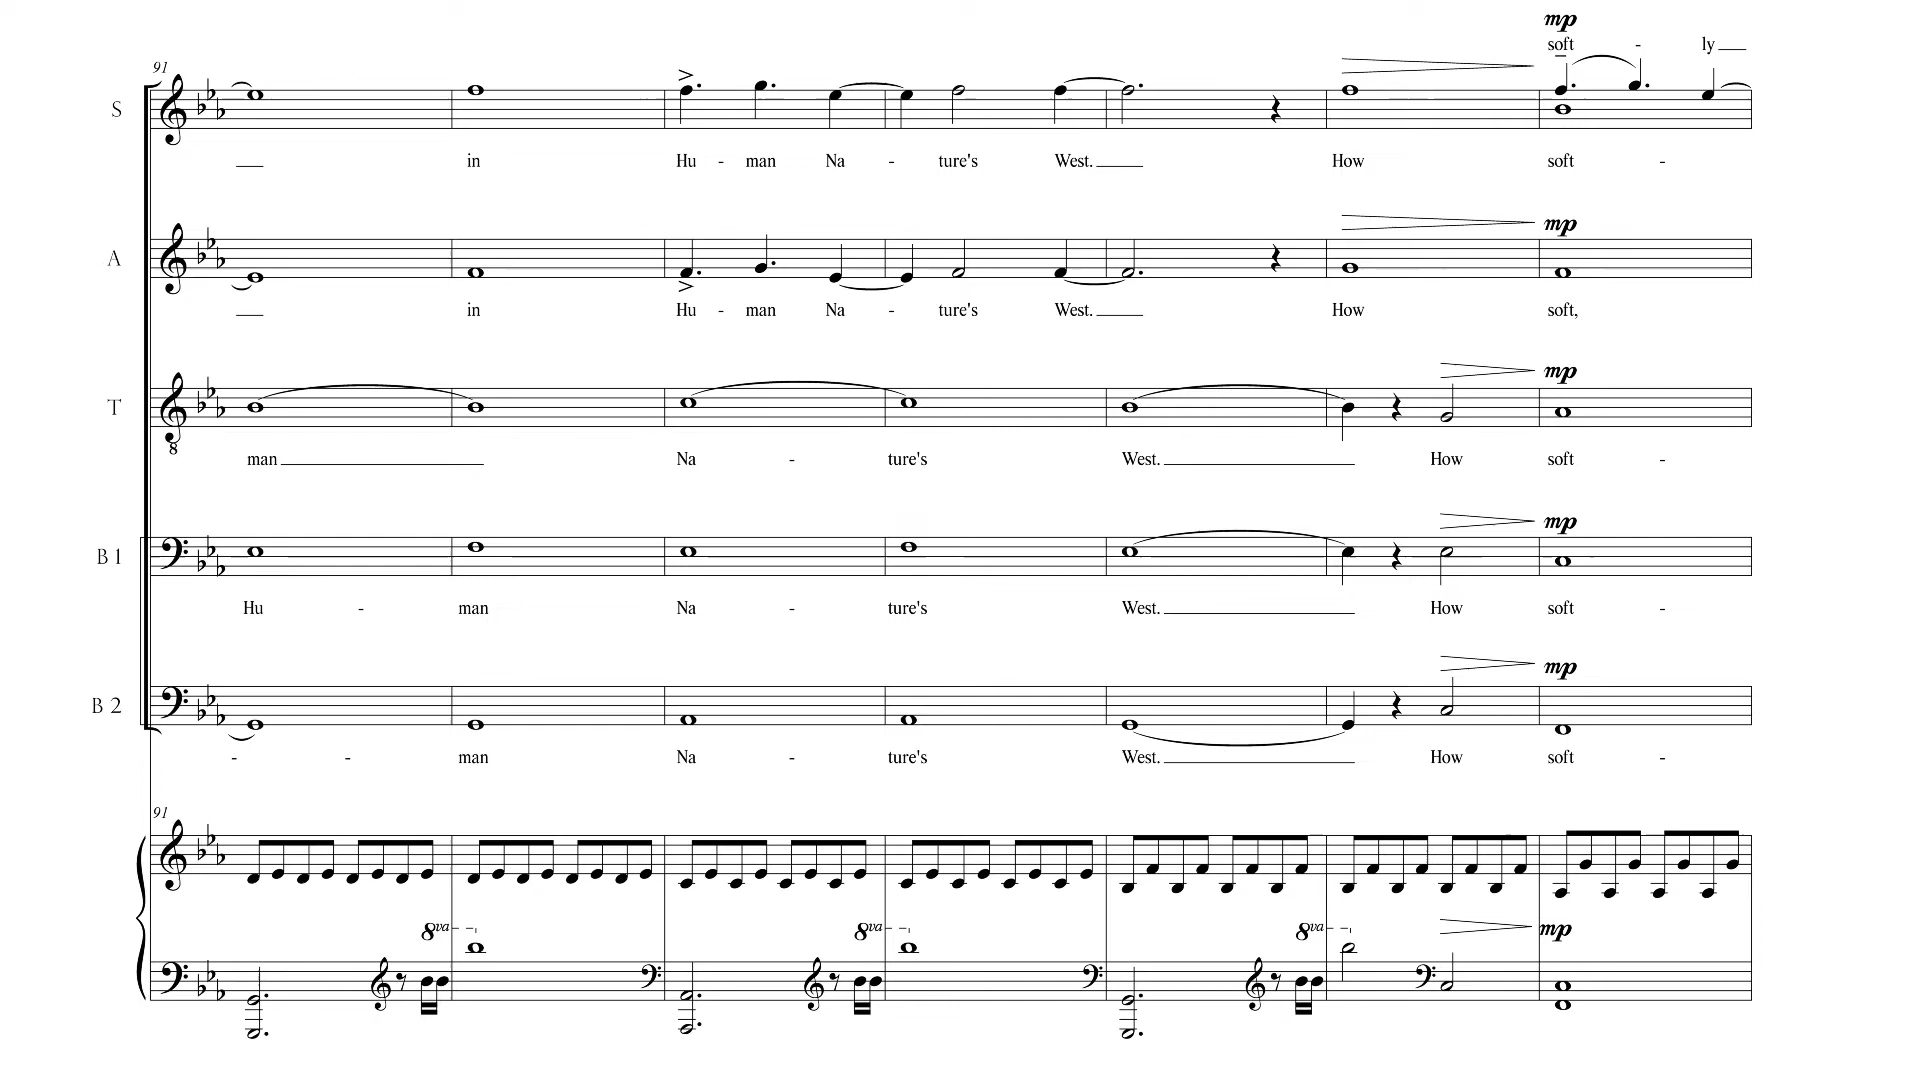 mp
soft - ly
91
S
in Hu - man Na - ture's West. How soft -
mp
A
in Hu - man Na - ture's West. How soft,
mp
T
8
man Na - ture's West. How soft -
mp
B 1
Hu - man Na - ture's West. How soft -
mp
B 2
- - man Na - ture's West. How soft -
91
8va 8va 8va mp